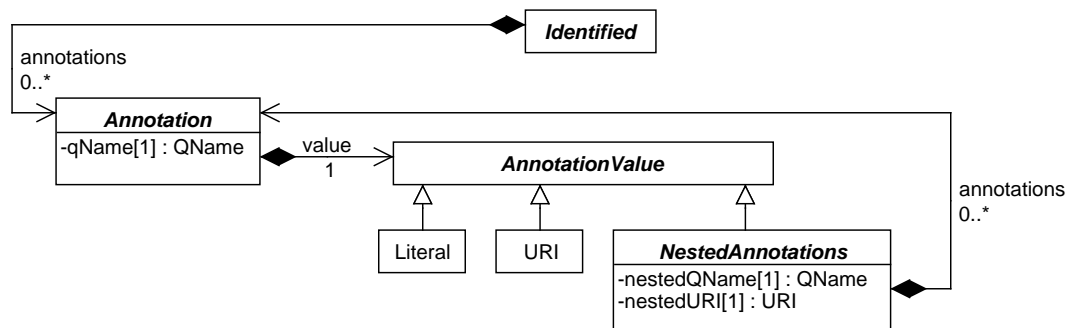 Identified
annotations
0..*
Annotation
-qName[1] : QName
value
1
AnnotationValue
annotations
0..*
Literal
URI
NestedAnnotations
-nestedQName[1] : QName
-nestedURI[1] : URI